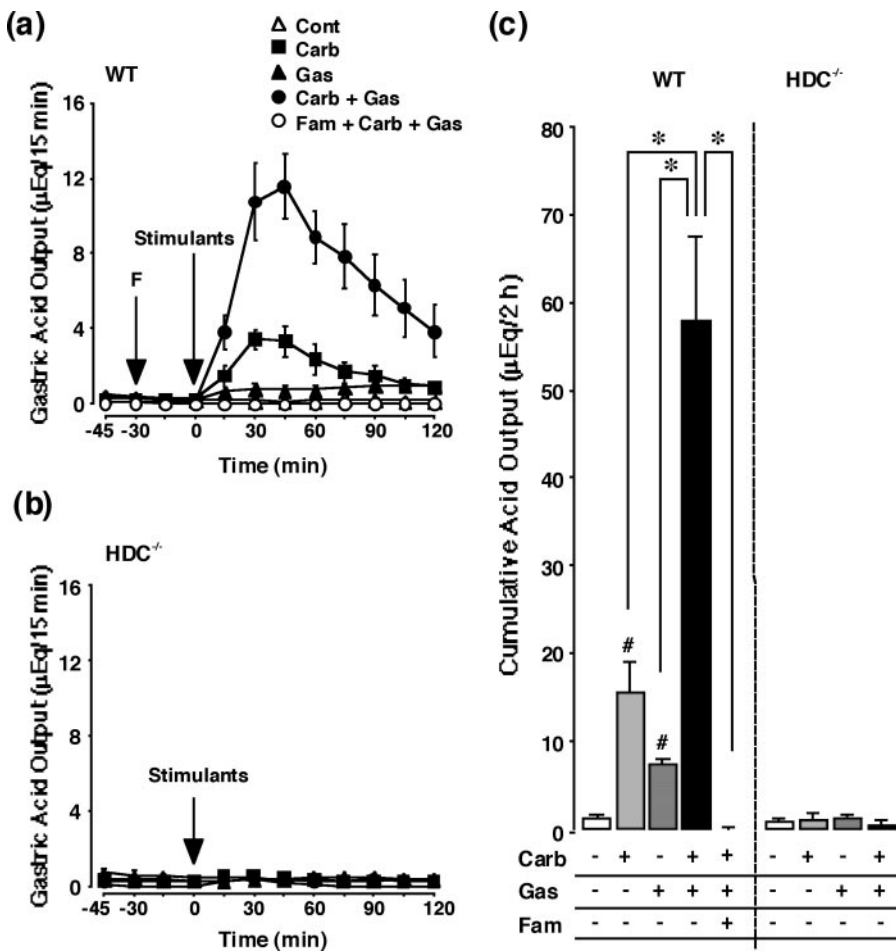 (a)
WT
Cont
Carb
Gas
Carb + Gas
Fam + Carb + Gas
Gastric Acid Output (μEq/15 min)
16
12
8
4
0
F
Stimulants
-45 -30 0 30 60 90 120
Time (min)
(b)
HDC-/-
Gastric Acid Output (μEq/15 min)
16
12
8
4
0
Stimulants
-45 -30 0 30 60 90 120
Time (min)
(c)
WT HDC-/-
Cumulative Acid Output (μEq/2 h)
80
70
60
50
40
30
20
10
0
* * *
# #
Carb - + - + + - + - +
Gas - - + + + - - + +
Fam - - - - + - - - -